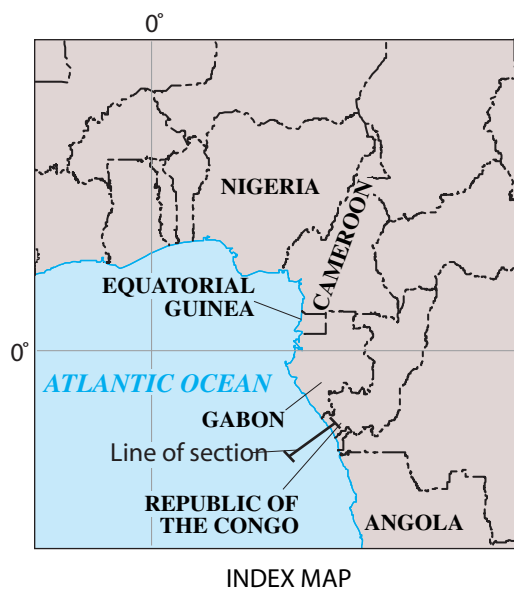 0°
NIGERIA
CAMEROON
EQUATORIAL
GUINEA
0°
ATLANTIC OCEAN
GABON
Line of section
REPUBLIC OF
THE CONGO
ANGOLA
INDEX MAP